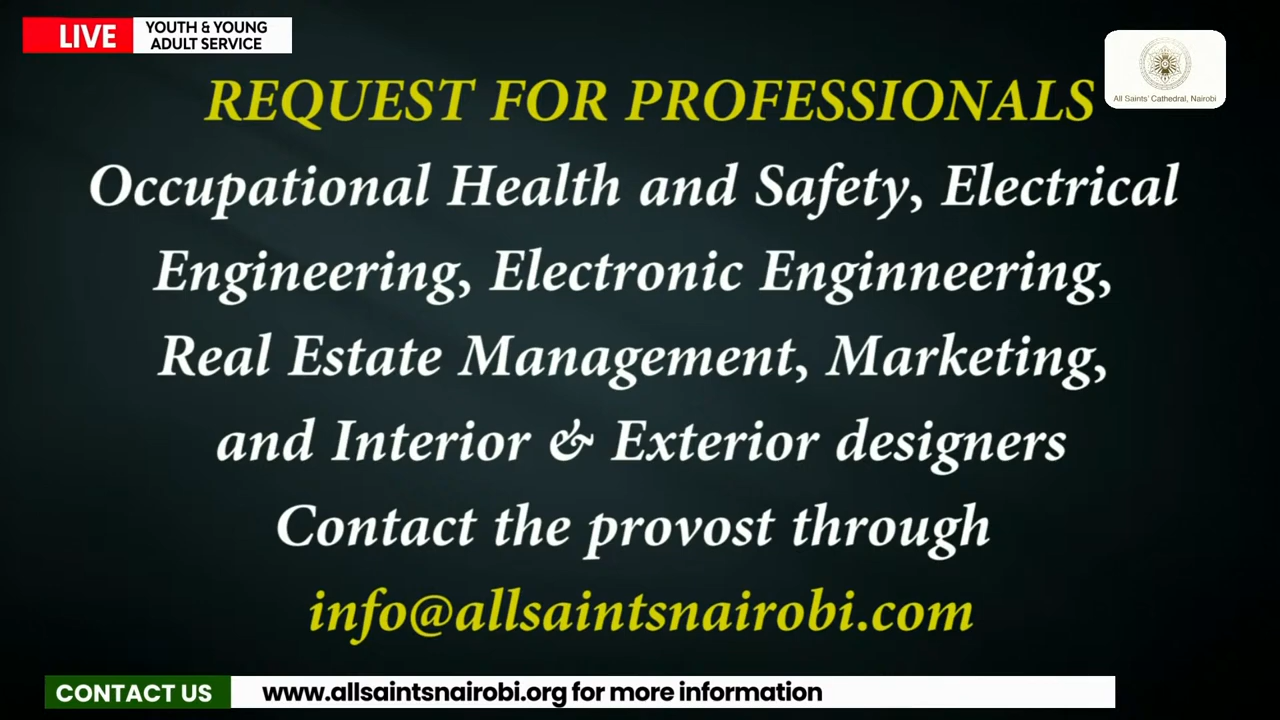 LIVE
YOUTH & YOUNG
ADULT SERVICE
All Saints' Cathedral, Nairobi
REQUEST FOR PROFESSIONALS
Occupational Health and Safety, Electrical
Engineering, Electronic Enginneering,
Real Estate Management, Marketing,
and Interior & Exterior designers
Contact the provost through
info@allsaintsnairobi.com
CONTACT US
www.allsaintsnairobi.org for more information